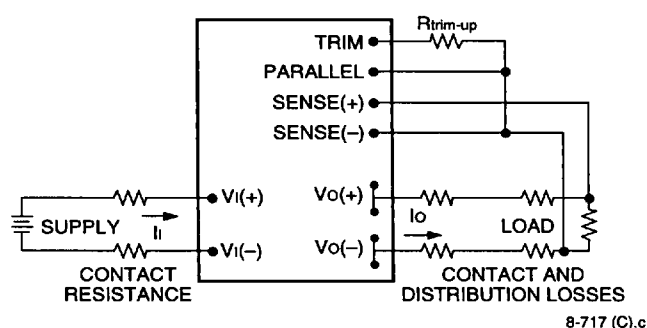 Rtrim-up
TRIM
PARALLEL
SENSE(+)
SENSE(–)
VI(+)
VO(+)
IO
SUPPLY
II
LOAD
VI(–)
VO(–)
CONTACT
RESISTANCE
CONTACT AND
DISTRIBUTION LOSSES
8-717 (C).c